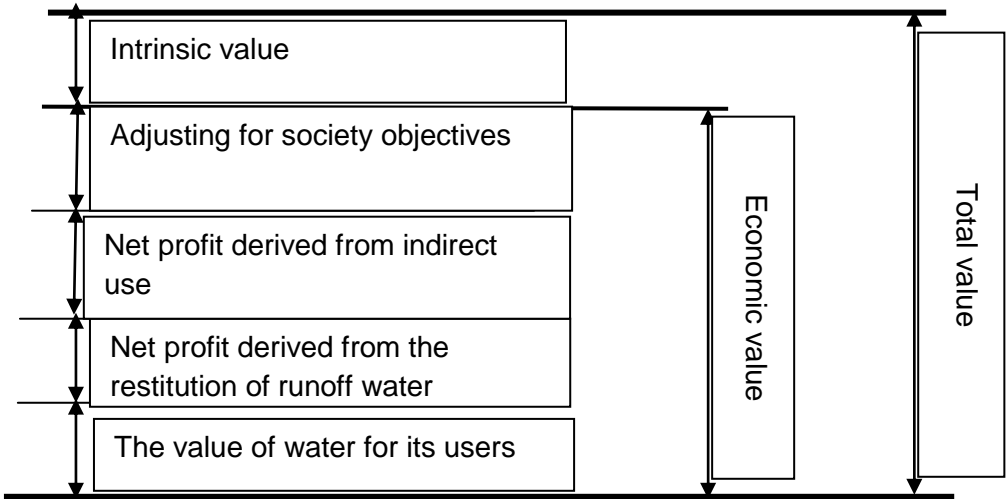 Intrinsic value
Adjusting for society objectives
Net profit derived from indirect
use
Net profit derived from the
restitution of runoff water
The value of water for its users
Economic value
Total value